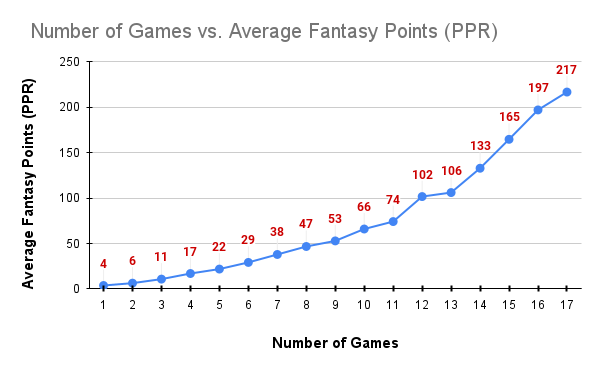 Number of Games vs. Average Fantasy Points (PPR)
Average Fantasy Points (PPR)
250
200
150
100
50
0
4 6 11 17 22 29 38 47 53 66 74 102 106 133 165 197 217
1 2 3 4 5 6 7 8 9 10 11 12 13 14 15 16 17
Number of Games